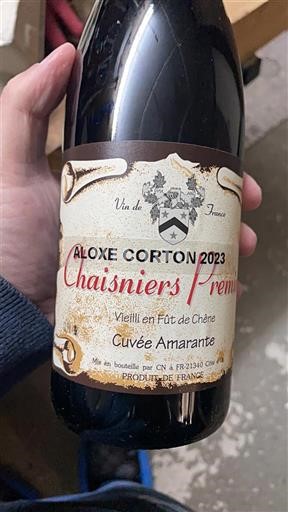 Vin de France
ALOXE CORTON 2023
Chaisniers
Vieilli en Fût de Chêne
Cuvée Amarante
Mis en bouteille par CN à FR-21340
PRODUIT DE FRANCE